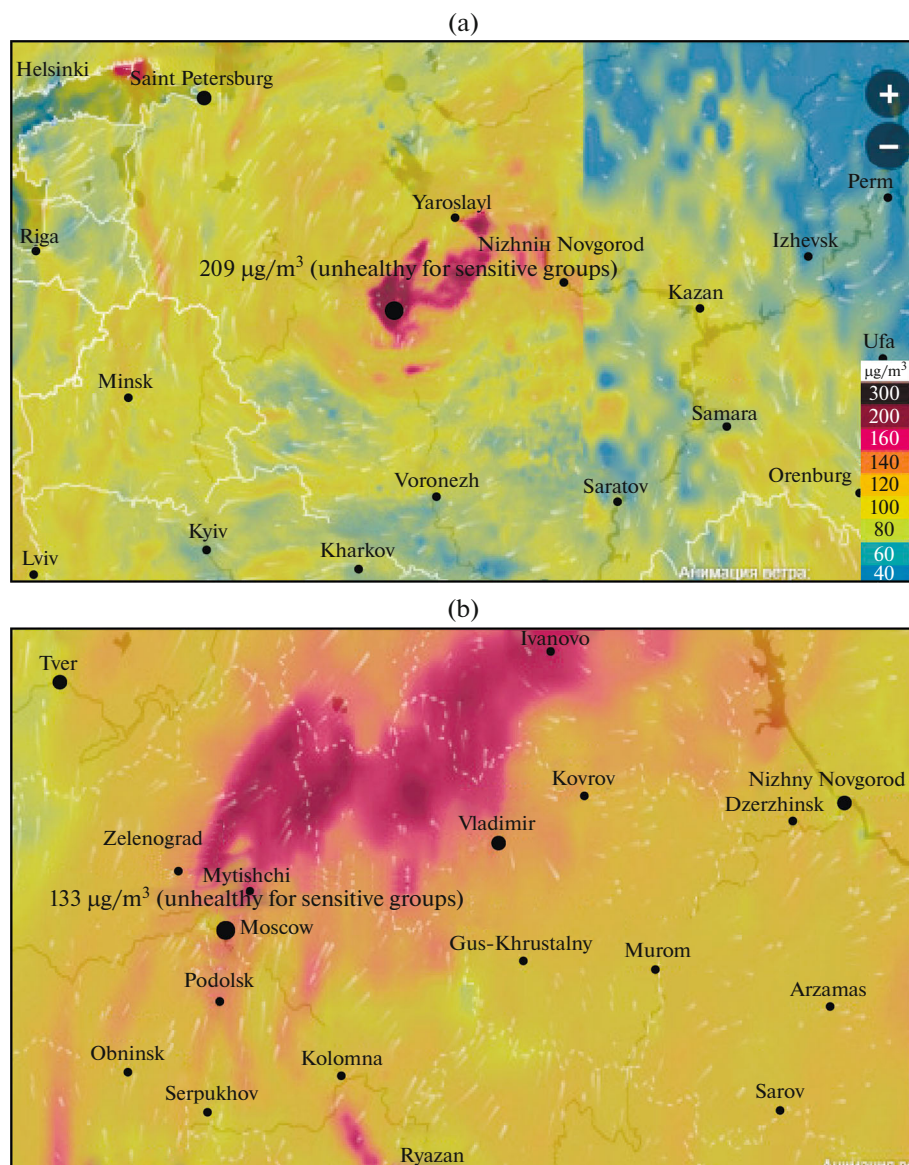 (a)
Helsinki
Saint Petersburg
+
−
Perm
Yaroslayl
Riga
Nizhniн Novgorod
Izhevsk
209 μg/m³ (unhealthy for sensitive groups)
Kazan
Ufa
μg/m³
Minsk
300
200
Samara
160
140
Orenburg
120
Voronezh
Saratov
100
80
Kyiv
Kharkov
60
Lviv
40
(b)
Ivanovo
Tver
Kovrov
Nizhny Novgorod
Dzerzhinsk
Vladimir
Zelenograd
Mytishchi
133 μg/m³ (unhealthy for sensitive groups)
Moscow
Gus-Khrustalny
Murom
Podolsk
Arzamas
Obninsk
Kolomna
Serpukhov
Sarov
Ryazan